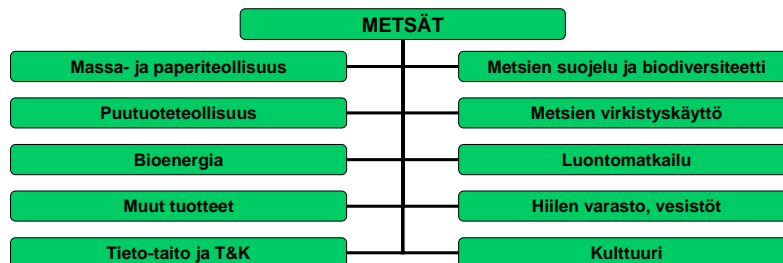 METSÄT
Massa- ja paperiteollisuus
Metsien suojelu ja biodiversiteetti
Puutuoteteollisuus
Metsien virkistyskäyttö
Bioenergia
Luontomatkailu
Muut tuotteet
Hiilen varasto, vesistöt
Tieto-taito ja T&K
Kulttuuri